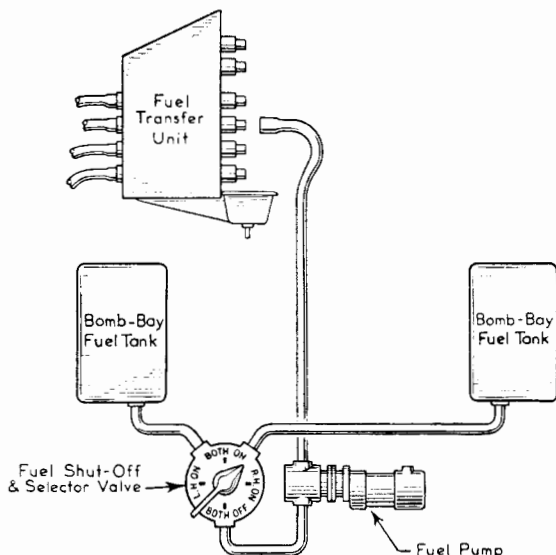 Fuel
Transfer
Unit
Bomb-Bay
Fuel Tank
Bomb-Bay
Fuel Tank
BOTH ON
L.H. ON
R.H. ON
BOTH OFF
Fuel Shut-Off
& Selector Valve
Fuel Pump